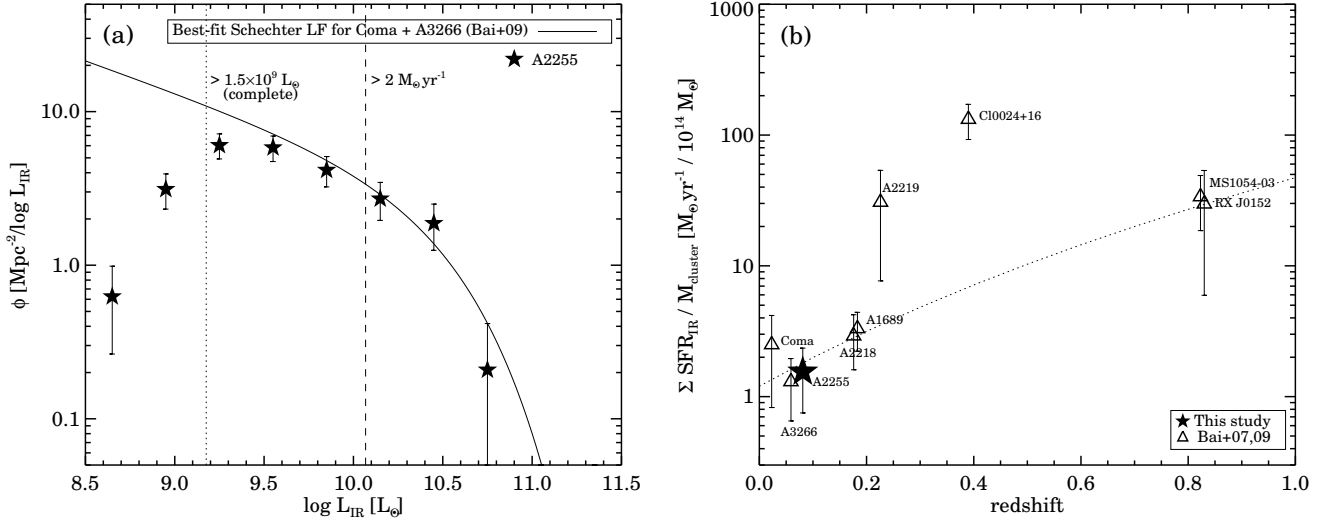 (a)
Best-fit Schechter LF for Coma + A3266 (Bai+09)
A2255
> 1.5×10⁹ L⊙
(complete)
> 2 M⊙yr⁻¹
10.0
1.0
0.1
ϕ [Mpc⁻²/log L_IR]
8.5 9.0 9.5 10.0 10.5 11.0 11.5
log L_IR [L⊙]
(b)
1000
100
10
1
Σ SFR_IR / M_cluster [M⊙yr⁻¹ / 10¹⁴ M⊙]
Cl0024+16
A2219
MS1054-03
RX J0152
A1689
Coma
A2218
A2255
A3266
This study
Bai+07,09
0.0 0.2 0.4 0.6 0.8 1.0
redshift